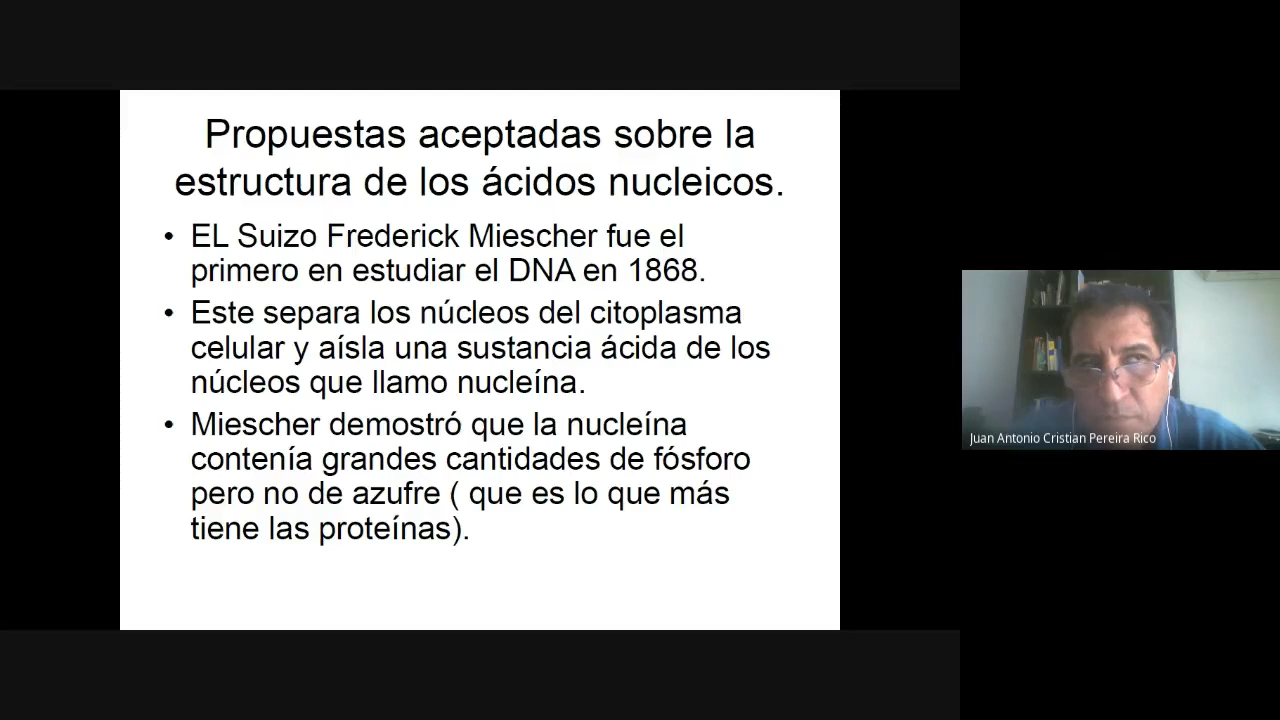 Propuestas aceptadas sobre la
estructura de los ácidos nucleicos.
• EL Suizo Frederick Miescher fue el
primero en estudiar el DNA en 1868.
• Este separa los núcleos del citoplasma
celular y aísla una sustancia ácida de los
núcleos que llamo nucleína.
• Miescher demostró que la nucleína
contenía grandes cantidades de fósforo
pero no de azufre ( que es lo que más
tiene las proteínas).
Juan Antonio Cristian Pereira Rico